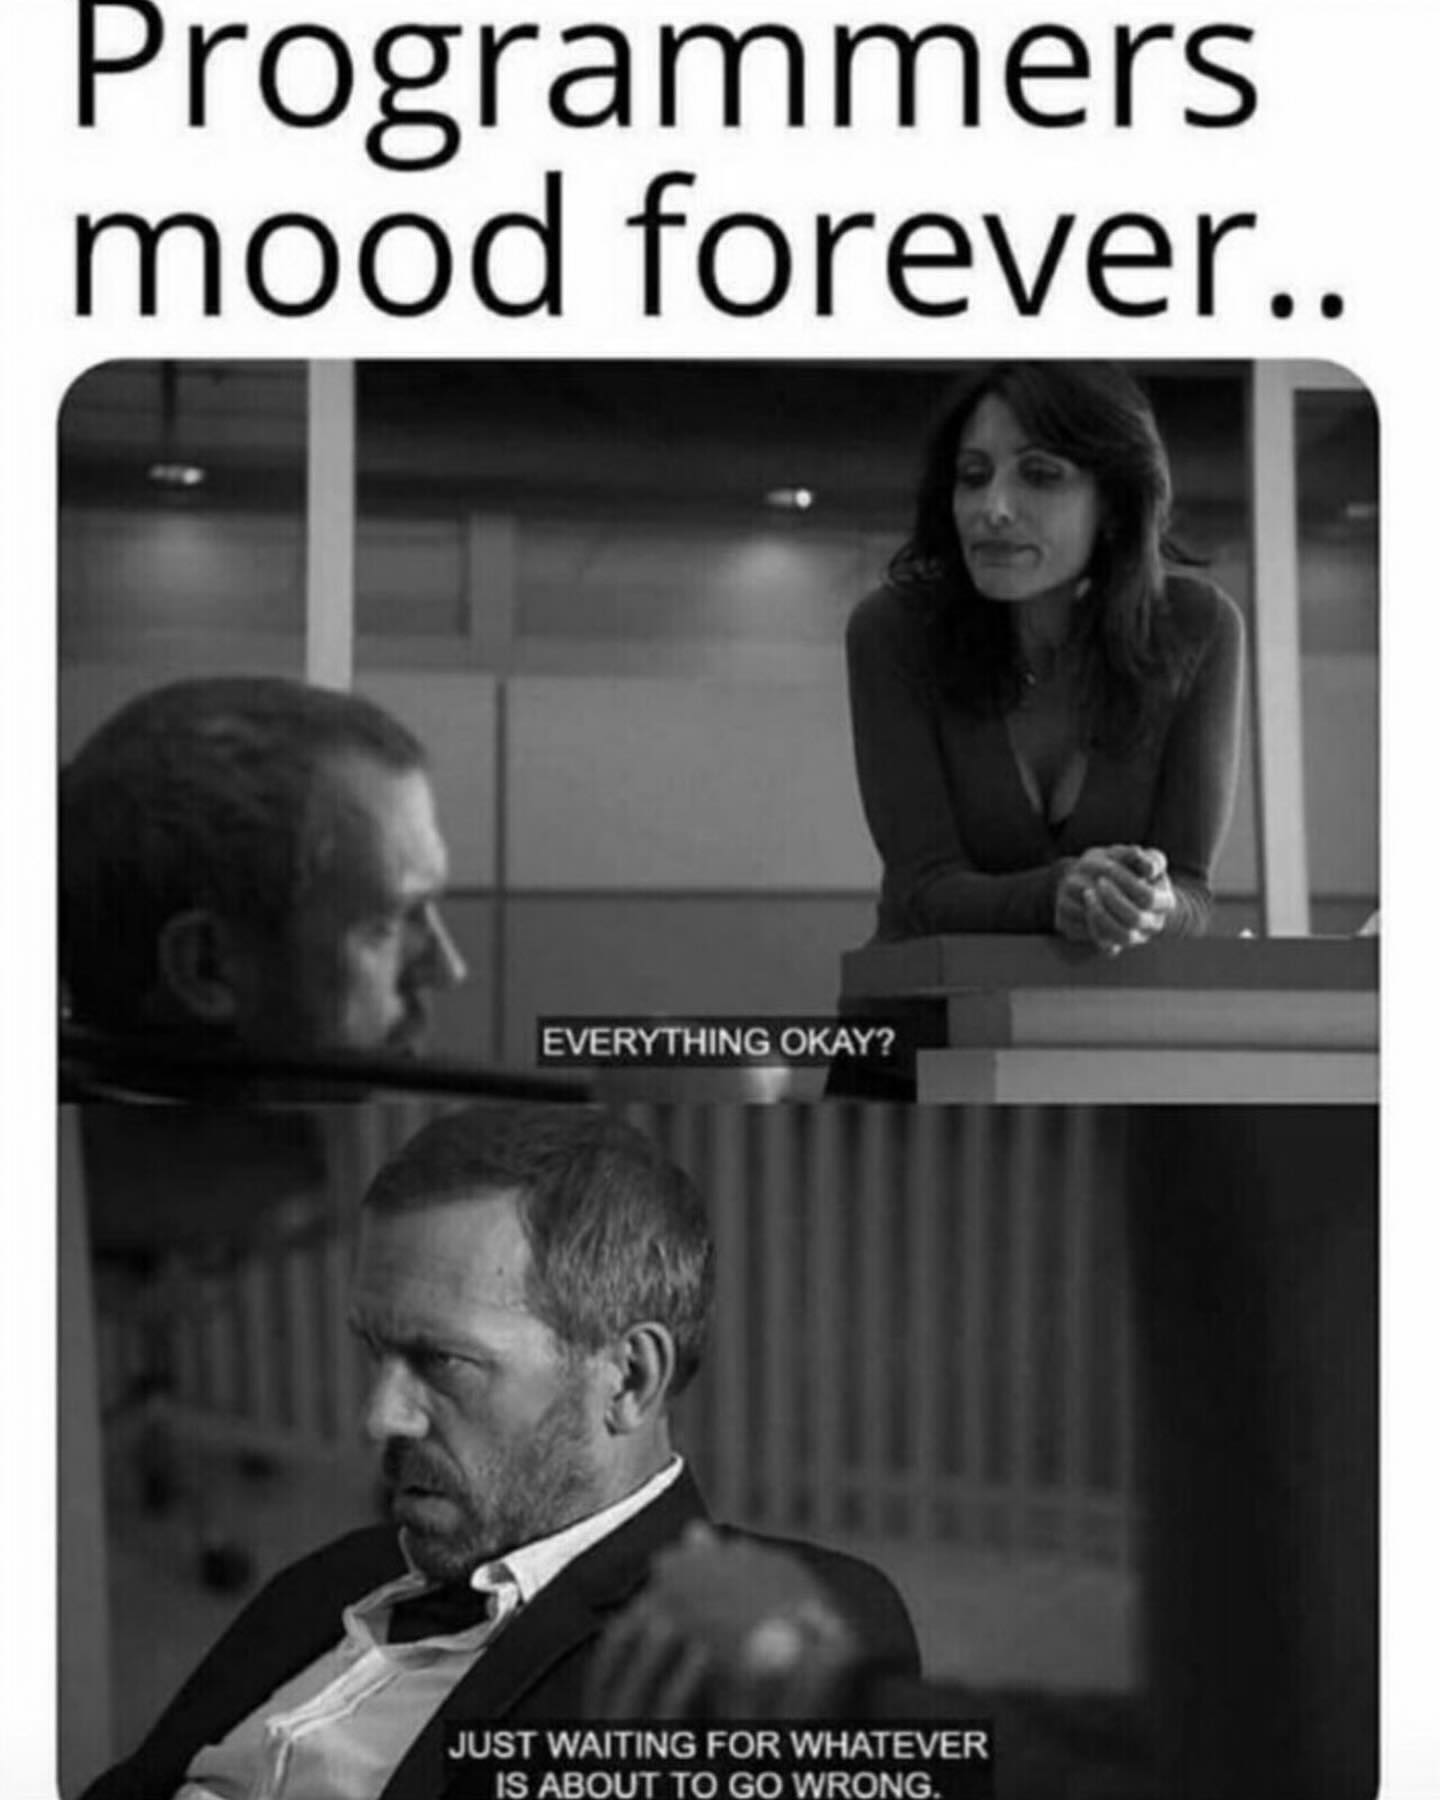 Programmers
mood forever..
EVERYTHING OKAY?
JUST WAITING FOR WHATEVER
IS ABOUT TO GO WRONG.